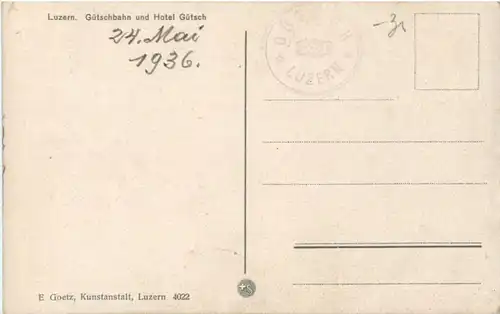 Luzern. Gütschbahn und Hotel Gütsch
24. Mai
1936.
LUZERN
E. Goetz, Kunstanstalt, Luzern 4022